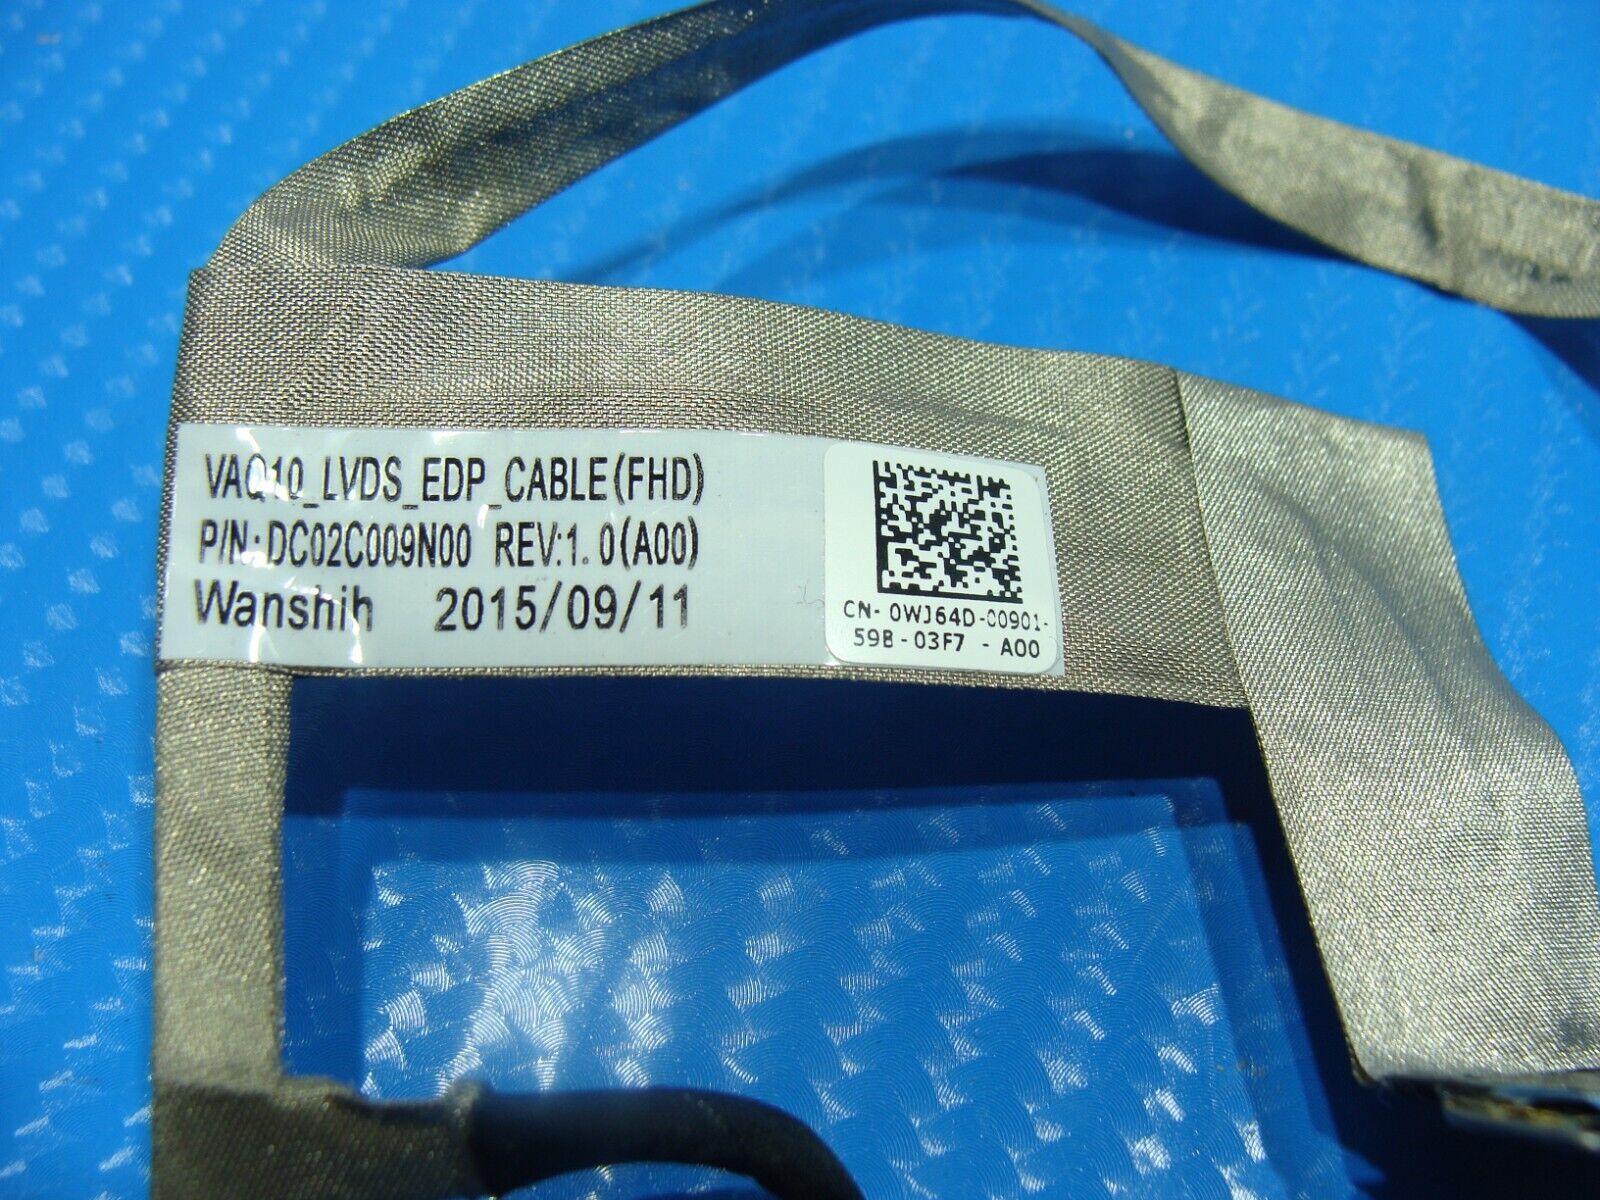 VAQ10_LVDS_EDP_CABLE(FHD)
P/N:DC02C009N00 REV:1.0(A00)
Wanshih 2015/09/11
CN- 0WJ64D-00901-
59B-03F7 - A00